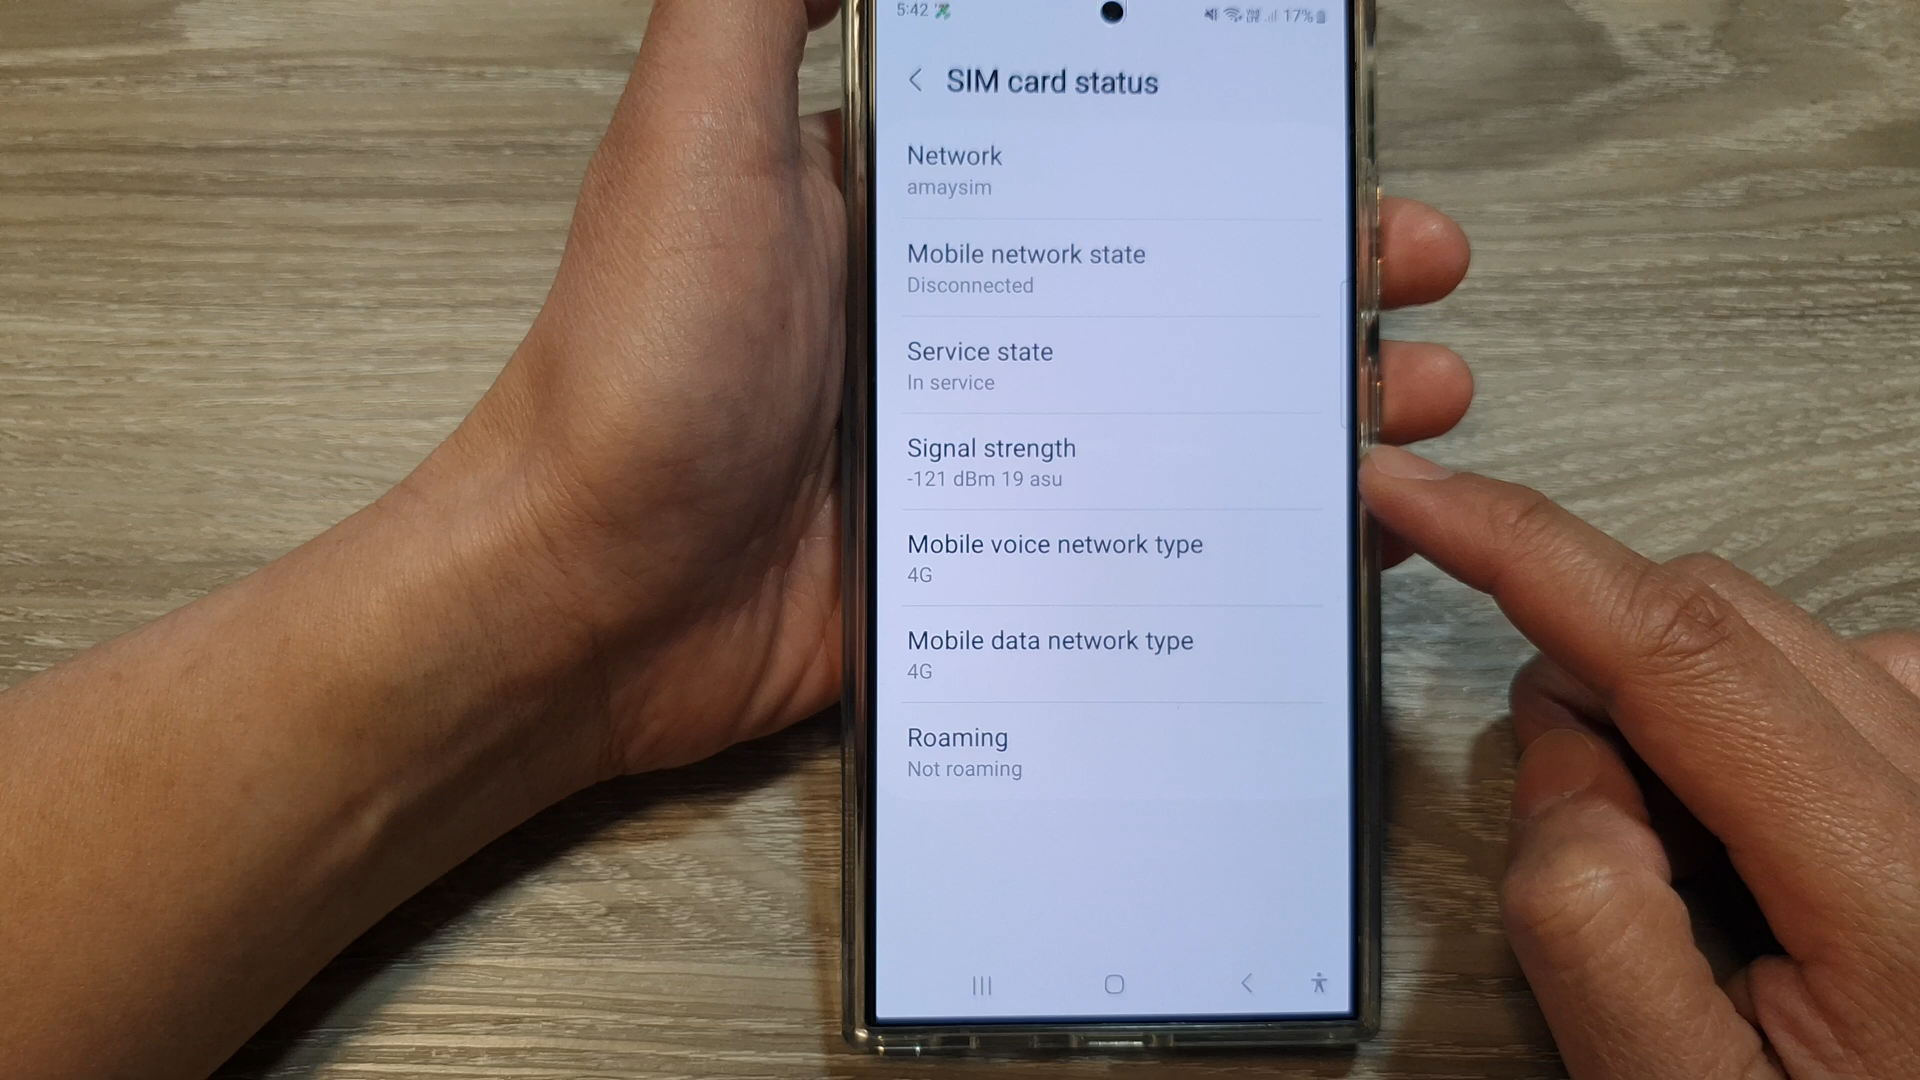 5:42
17%
SIM card status
Network
amaysim
Mobile network state
Disconnected
Service state
In service
Signal strength
-121 dBm 19 asu
Mobile voice network type
4G
Mobile data network type
4G
Roaming
Not roaming